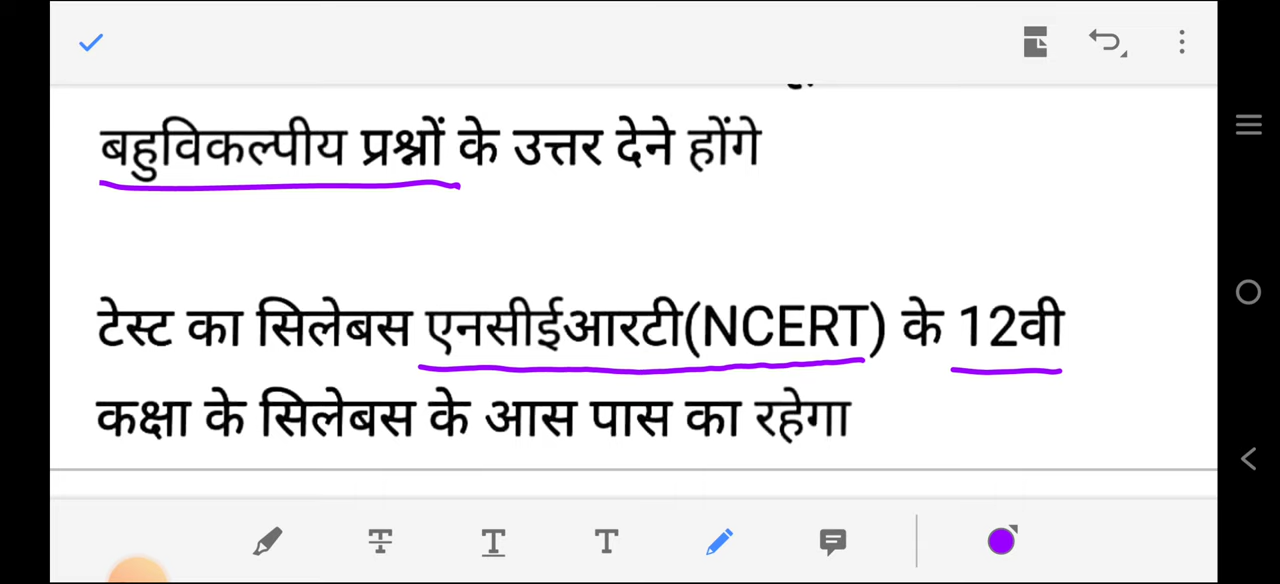 बहुविकल्पीय प्रश्नों के उत्तर देने होंगे
टेस्ट का सिलेबस एनसीईआरटी(NCERT) के 12वी
कक्षा के सिलेबस के आस पास का रहेगा